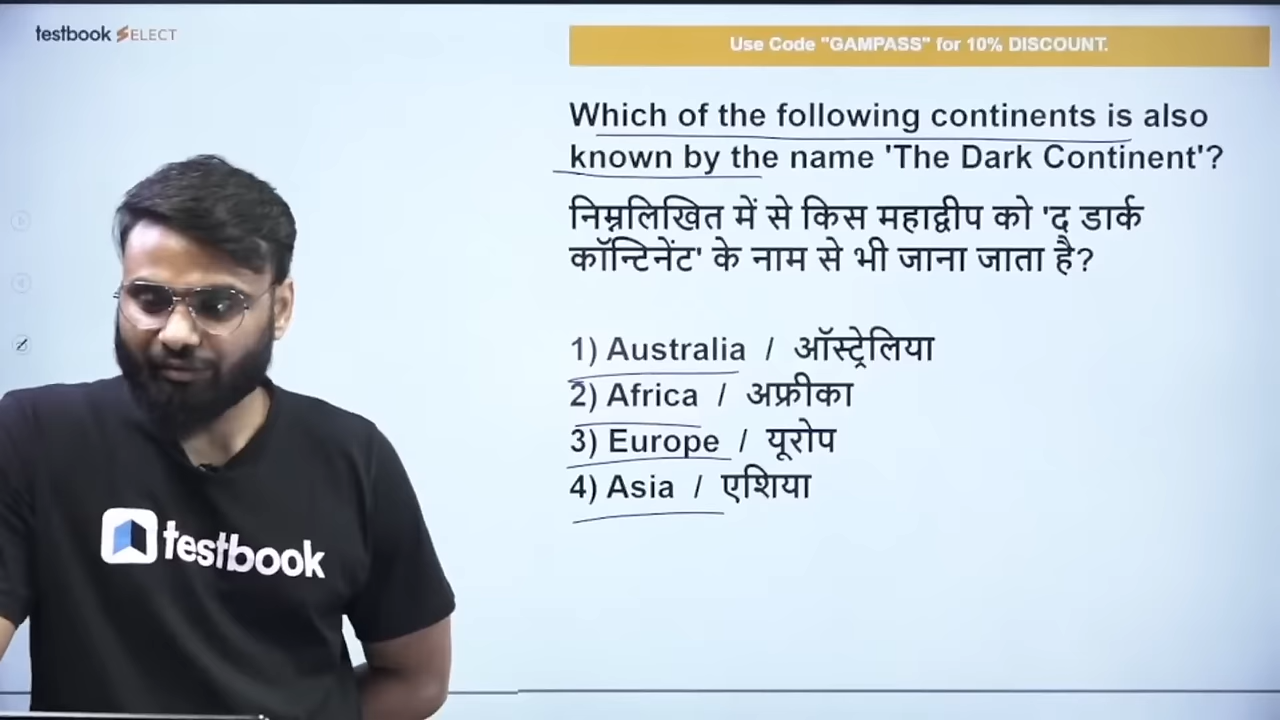 testbook SELECT
Use Code "GAMPASS" for 10% DISCOUNT.
Which of the following continents is also
known by the name 'The Dark Continent'?
निम्नलिखित में से किस महाद्वीप को 'द डार्क
कॉन्टिनेंट' के नाम से भी जाना जाता है?
1) Australia / ऑस्ट्रेलिया
2) Africa / अफ्रीका
3) Europe / यूरोप
4) Asia / एशिया
testbook